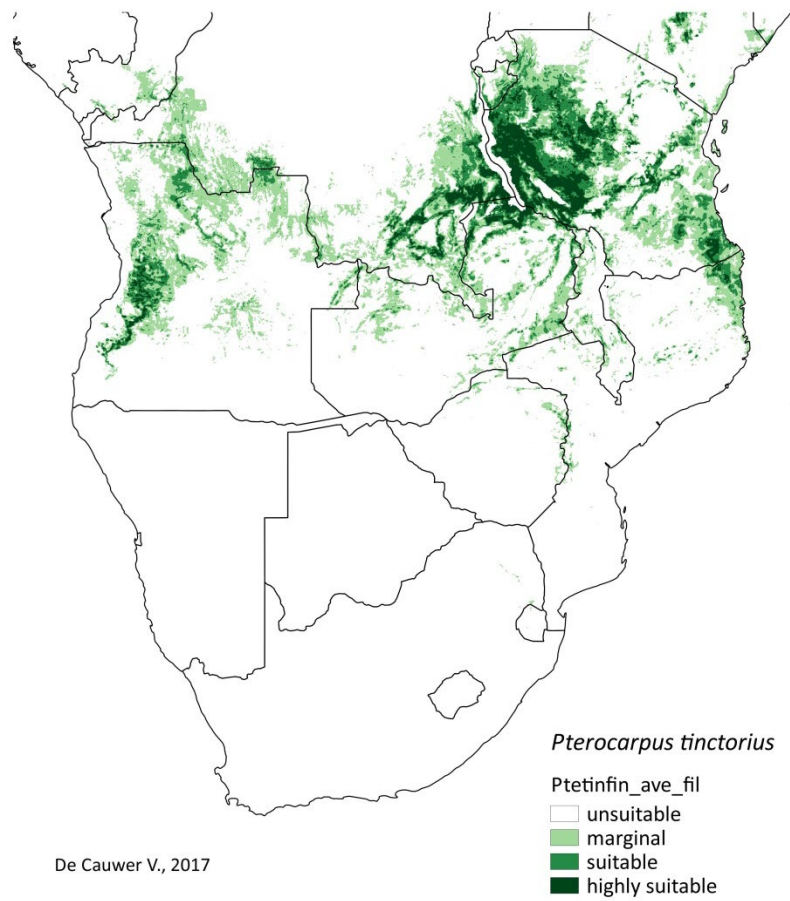 Pterocarpus tinctorius
Ptetinfin_ave_fil
unsuitable
marginal
suitable
highly suitable
De Cauwer V., 2017